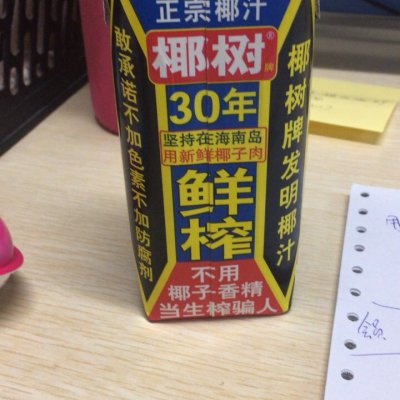 正宗椰汁
椰树®牌
30年
坚持在海南岛
用新鲜椰子肉
鲜
榨
不用
椰子香精
当生榨骗人
敢承诺不加色素不加防腐剂
椰树牌发明椰汁